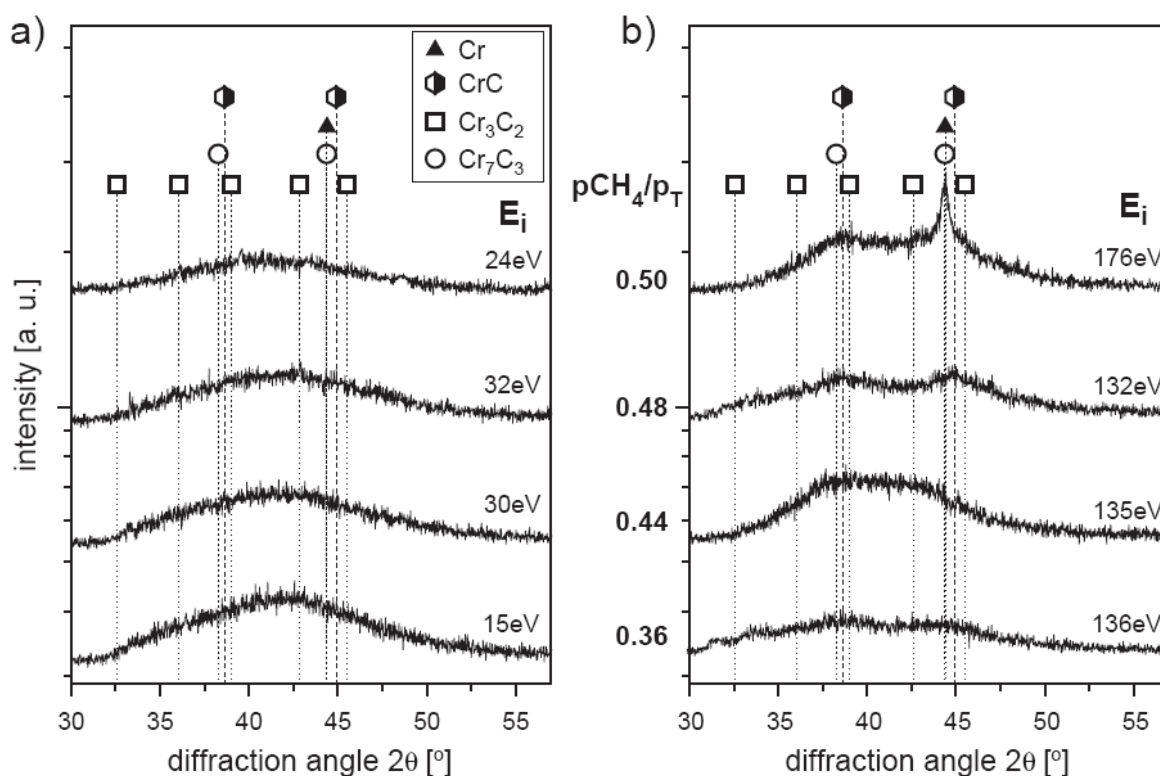 a)
Cr
CrC
Cr₃C₂
Cr₇C₃
Eᵢ
24eV
32eV
30eV
15eV
intensity [a. u.]
30 35 40 45 50 55
diffraction angle 2θ [º]
b)
pCH₄/p_T
Eᵢ
0.50
176eV
0.48
132eV
0.44
135eV
0.36
136eV
30 35 40 45 50 55
diffraction angle 2θ [º]